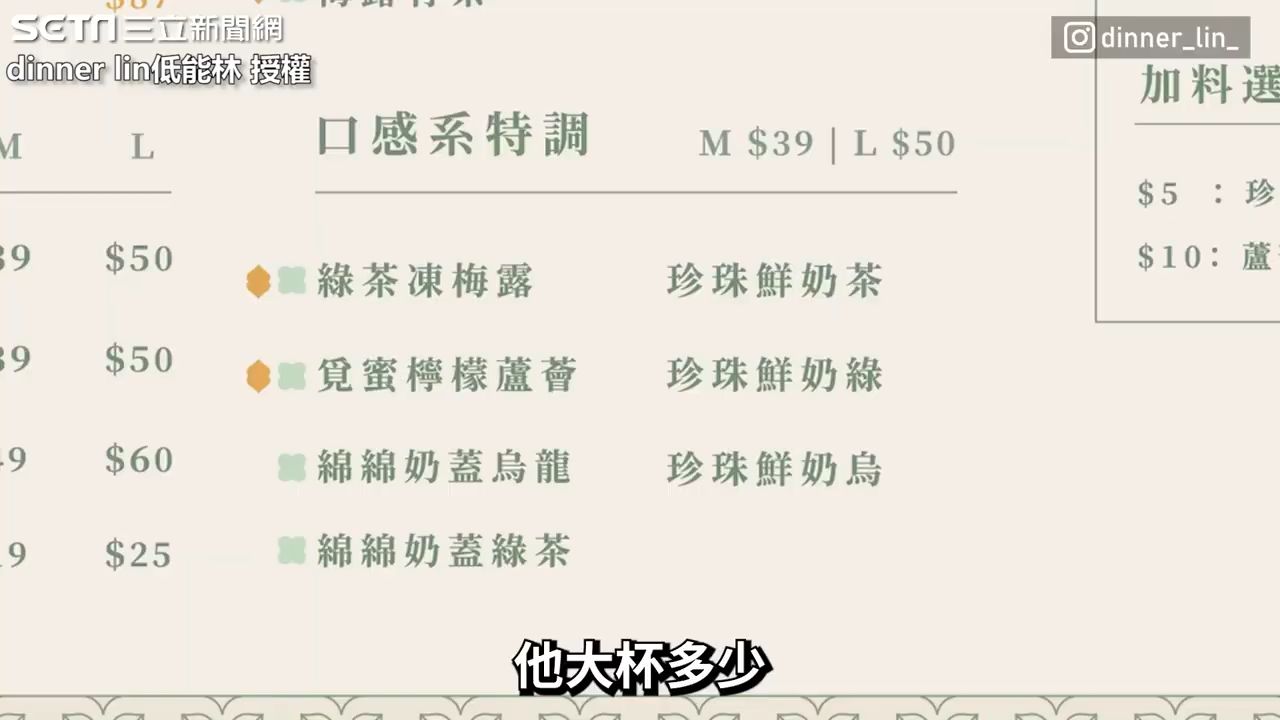 SETN三立新聞網
dinner lin低能林 授權
dinner_lin_
$87
M L
$50
$50
$60
$25
口感系特調 M $39 | L $50
綠茶凍梅露 珍珠鮮奶茶
覓蜜檸檬蘆薈 珍珠鮮奶綠
綿綿奶蓋烏龍 珍珠鮮奶烏
綿綿奶蓋綠茶
加料選
$5 : 珍
$10: 蘆
他大杯多少